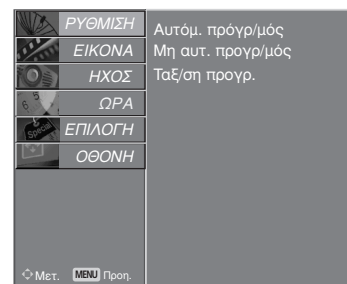 ΡΥΘΜΙΣΗ
ΕΙΚΟΝΑ
ΗΧΟΣ
ΩΡΑ
Special
ΕΠΙΛΟΓΗ
ΟΘΟΝΗ
Αυτόμ. πρόγρ/μός
Μη αυτ. προγρ/μός
Ταξ/ση προγρ.
Μετ. MENU Προη.